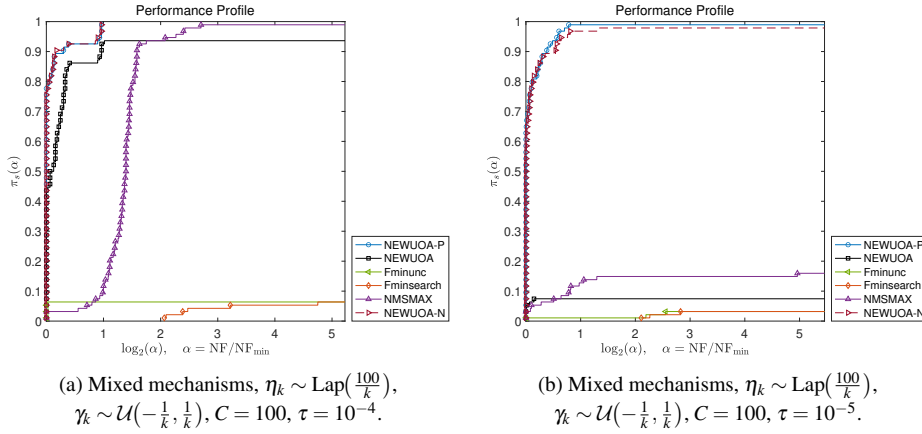 Performance Profile
1
0.9
0.8
0.7
0.6
0.5
0.4
0.3
0.2
0.1
0
π_s(α)
0 1 2 3 4 5
log₂(α), α = NF/NF_min
NEWUOA-P
NEWUOA
Fminunc
Fminsearch
NMSMAX
NEWUOA-N
(a) Mixed mechanisms, η_k ∼ Lap(100/k),
γ_k ∼ U(−1/k, 1/k), C = 100, τ = 10⁻⁴.
Performance Profile
1
0.9
0.8
0.7
0.6
0.5
0.4
0.3
0.2
0.1
0
π_s(α)
0 1 2 3 4 5
log₂(α), α = NF/NF_min
NEWUOA-P
NEWUOA
Fminunc
Fminsearch
NMSMAX
NEWUOA-N
(b) Mixed mechanisms, η_k ∼ Lap(100/k),
γ_k ∼ U(−1/k, 1/k), C = 100, τ = 10⁻⁵.